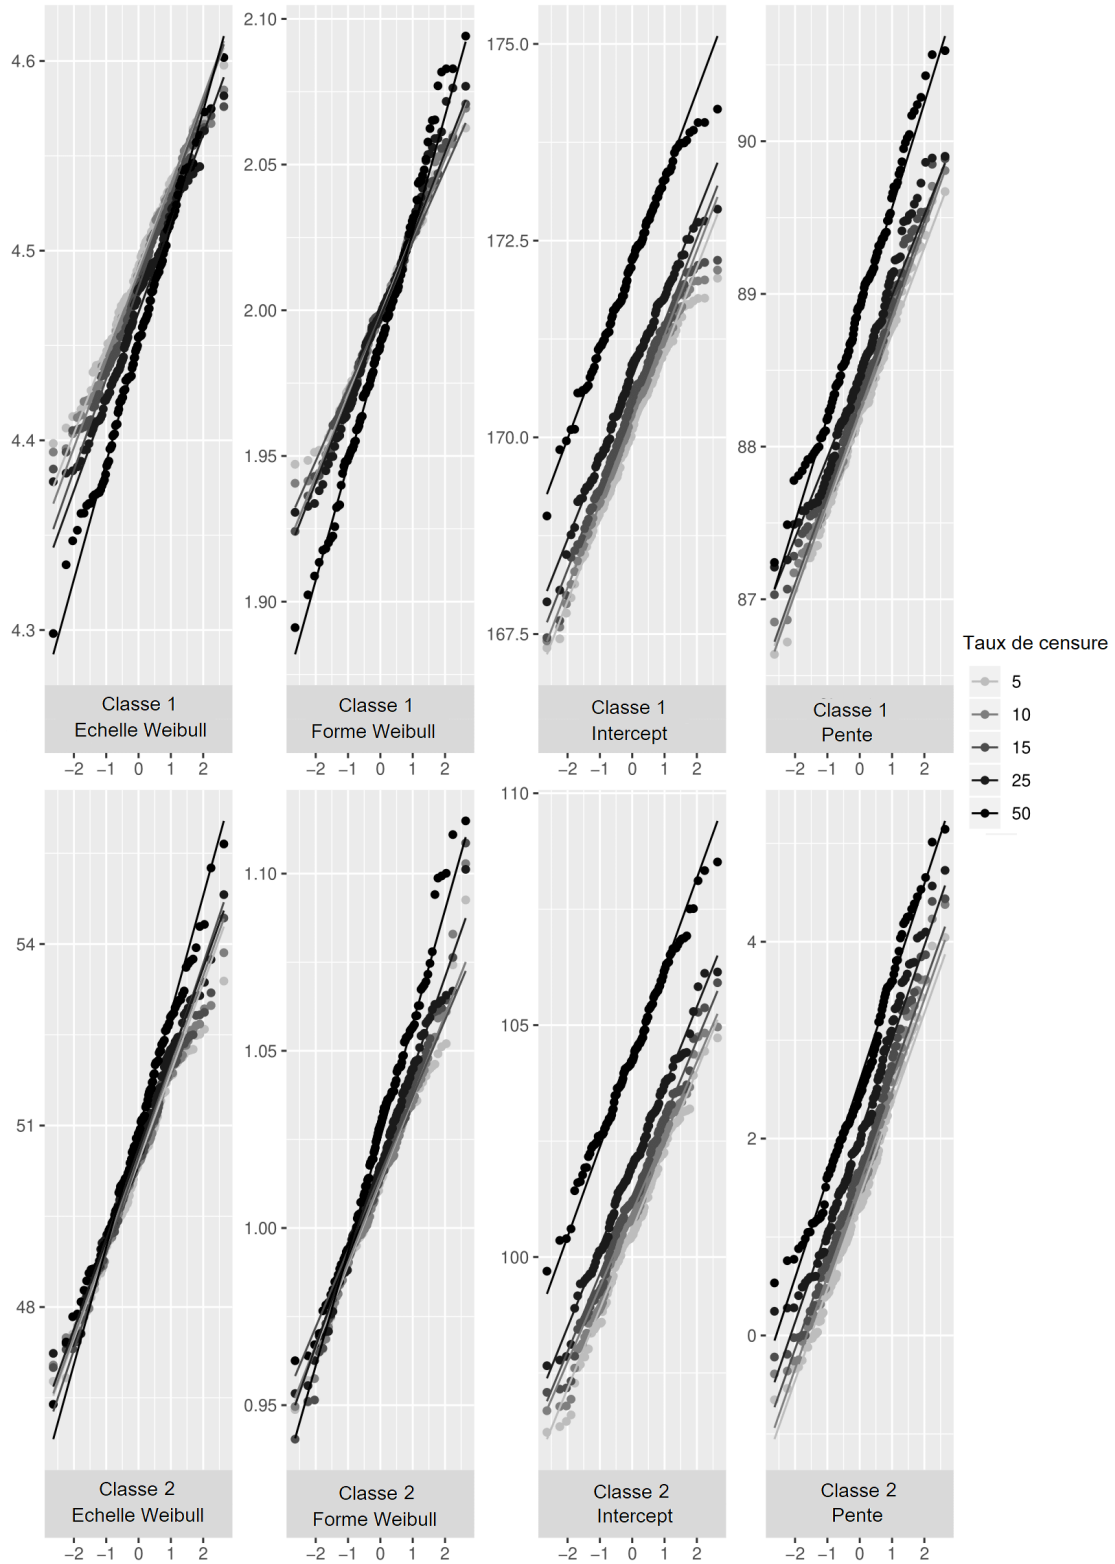 4.6
4.5
4.4
4.3
Classe 1
Echelle Weibull
−2 −1 0 1 2
2.10
2.05
2.00
1.95
1.90
Classe 1
Forme Weibull
−2 −1 0 1 2
175.0
172.5
170.0
167.5
Classe 1
Intercept
−2 −1 0 1 2
90
89
88
87
Classe 1
Pente
−2 −1 0 1 2
54
51
48
Classe 2
Echelle Weibull
−2 −1 0 1 2
1.10
1.05
1.00
0.95
Classe 2
Forme Weibull
−2 −1 0 1 2
110
105
100
Classe 2
Intercept
−2 −1 0 1 2
4
2
0
Classe 2
Pente
−2 −1 0 1 2
Taux de censure
5
10
15
25
50